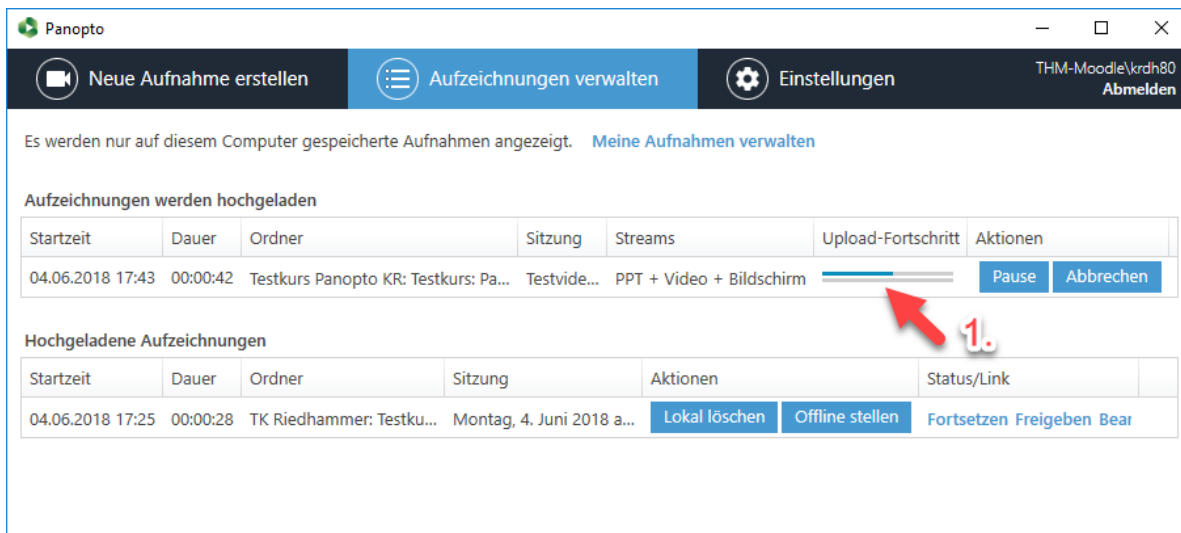 Panopto
Neue Aufnahme erstellen Aufzeichnungen verwalten Einstellungen THM-Moodle\krdh80
Abmelden
Es werden nur auf diesem Computer gespeicherte Aufnahmen angezeigt. Meine Aufnahmen verwalten
Aufzeichnungen werden hochgeladen
Startzeit Dauer Ordner Sitzung Streams Upload-Fortschritt Aktionen
04.06.2018 17:43 00:00:42 Testkurs Panopto KR: Testkurs: Pa... Testvide... PPT + Video + Bildschirm Pause Abbrechen
1.
Hochgeladene Aufzeichnungen
Startzeit Dauer Ordner Sitzung Aktionen Status/Link
04.06.2018 17:25 00:00:28 TK Riedhammer: Testku... Montag, 4. Juni 2018 a... Lokal löschen Offline stellen Fortsetzen Freigeben Bear